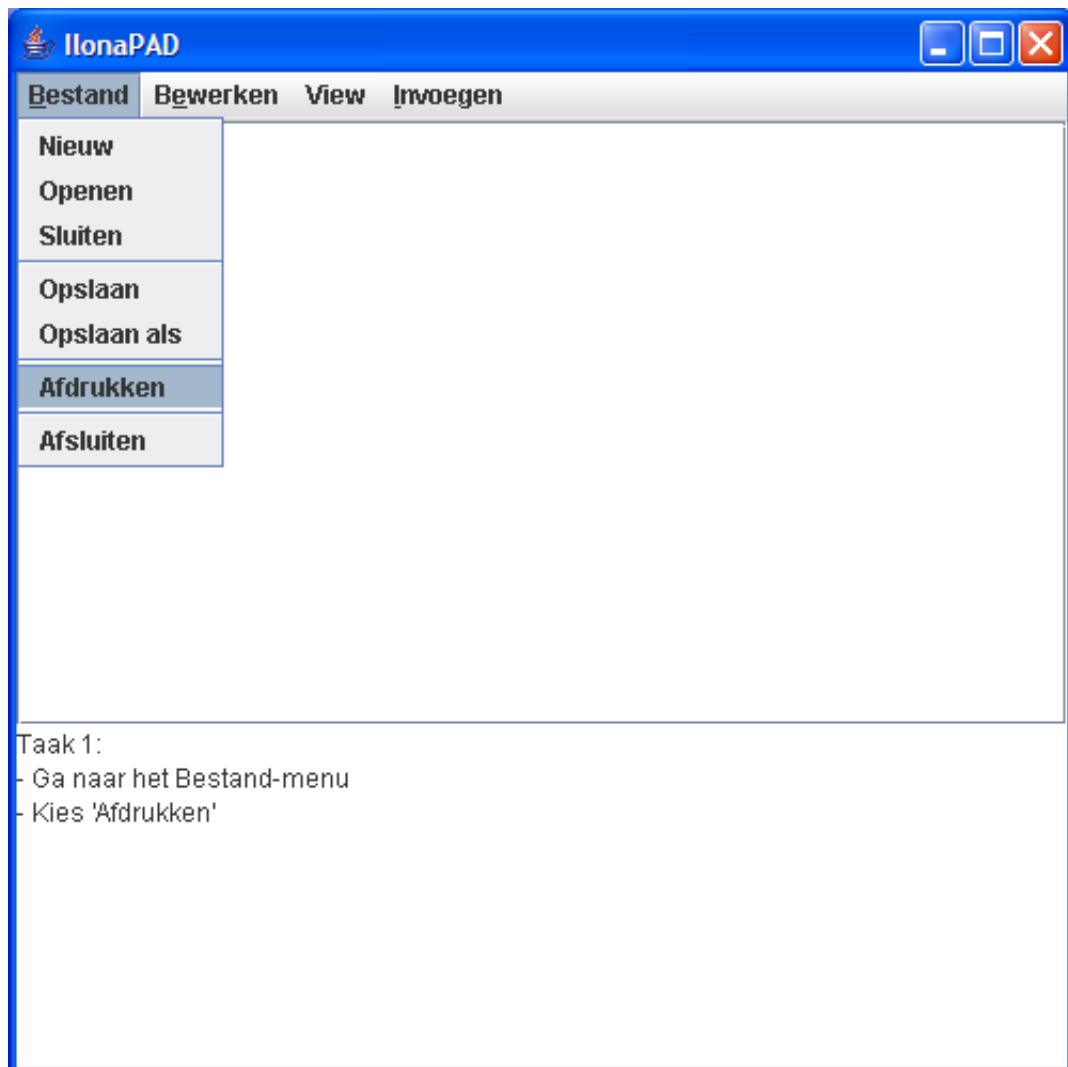 IlonaPAD
Bestand Bewerken View Invoegen
Nieuw
Openen
Sluiten
Opslaan
Opslaan als
Afdrukken
Afsluiten
Taak 1:
- Ga naar het Bestand-menu
- Kies 'Afdrukken'